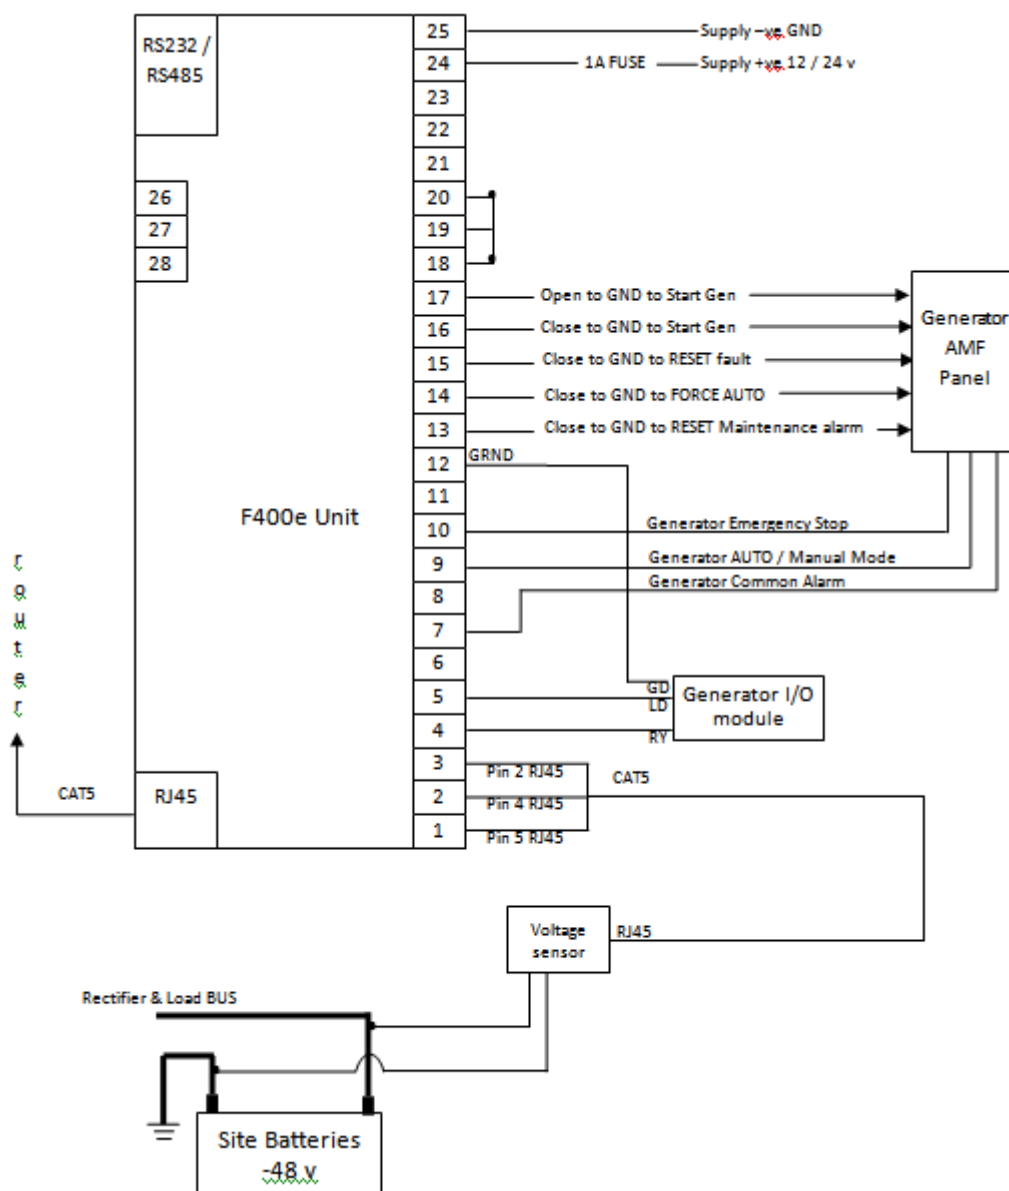 RS232 /
RS485
25
Supply –ve GND
24
1A FUSE
Supply +ve 12 / 24 v
23
22
21
26
20
27
19
28
18
17
Open to GND to Start Gen
16
Close to GND to Start Gen
15
Close to GND to RESET fault
14
Close to GND to FORCE AUTO
13
Close to GND to RESET Maintenance alarm
Generator
AMF
Panel
12
GRND
11
F400e Unit
10
Generator Emergency Stop
9
Generator AUTO / Manual Mode
8
Generator Common Alarm
7
6
5
GD
LD
4
RY
Generator I/O
module
3
Pin 2 RJ45
CAT5
2
Pin 4 RJ45
1
Pin 5 RJ45
router
CAT5
RJ45
Voltage
sensor
RJ45
Rectifier & Load BUS
Site Batteries
-48 v